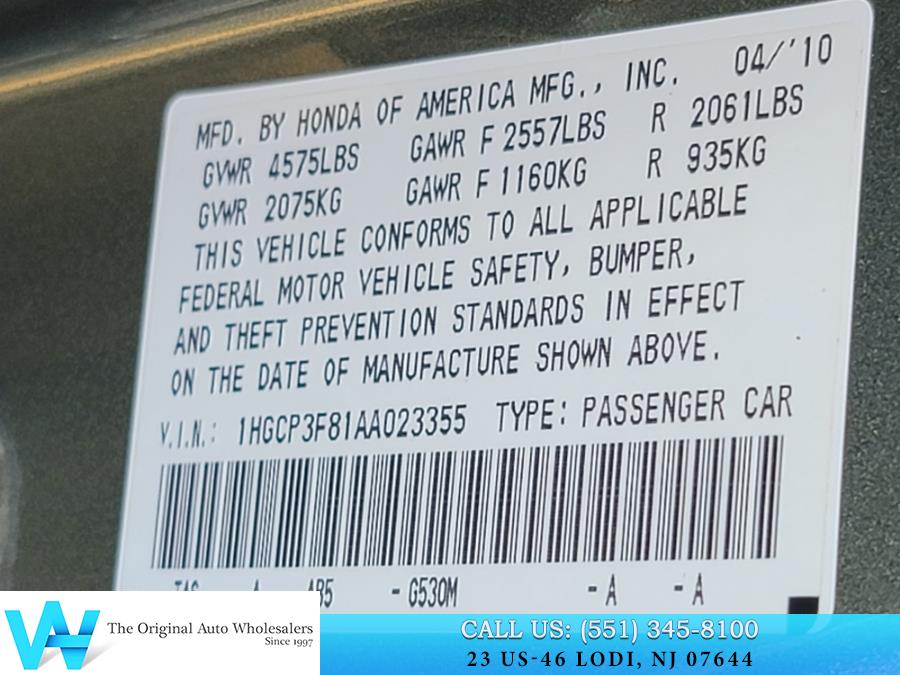 MFD. BY HONDA OF AMERICA MFG., INC. 04/'10
GVWR 4575LBS GAWR F 2557LBS R 2061LBS
GVWR 2075KG GAWR F 1160KG R 935KG
THIS VEHICLE CONFORMS TO ALL APPLICABLE
FEDERAL MOTOR VEHICLE SAFETY, BUMPER,
AND THEFT PREVENTION STANDARDS IN EFFECT
ON THE DATE OF MANUFACTURE SHOWN ABOVE.
V.I.N.: 1HGCP3F81AA023355 TYPE: PASSENGER CAR
- G530M - A - A
The Original Auto Wholesalers
Since 1997
CALL US: (551) 345-8100
23 US-46 LODI, NJ 07644